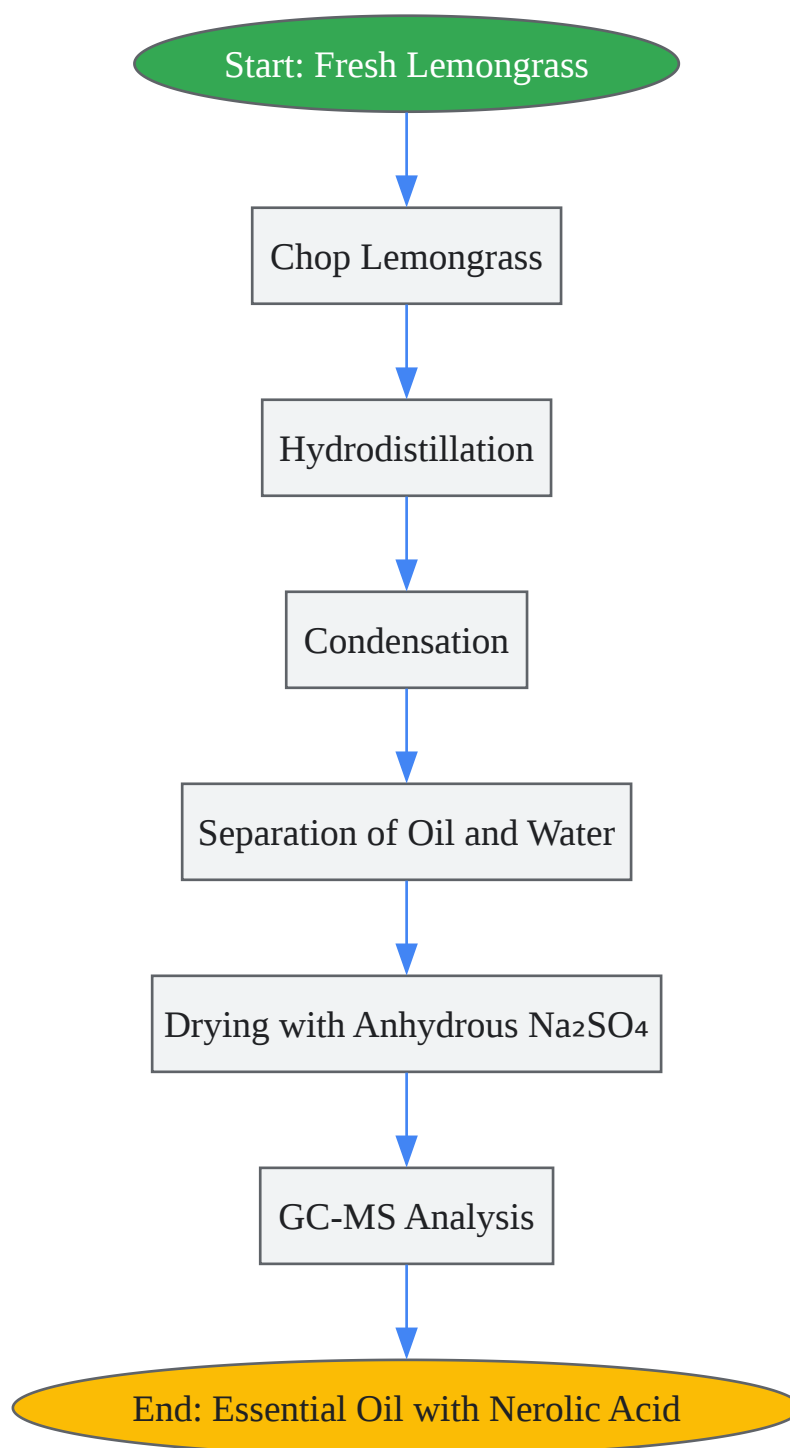 Start: Fresh Lemongrass
Chop Lemongrass
Hydrodistillation
Condensation
Separation of Oil and Water
Drying with Anhydrous Na₂SO₄
GC-MS Analysis
End: Essential Oil with Nerolic Acid